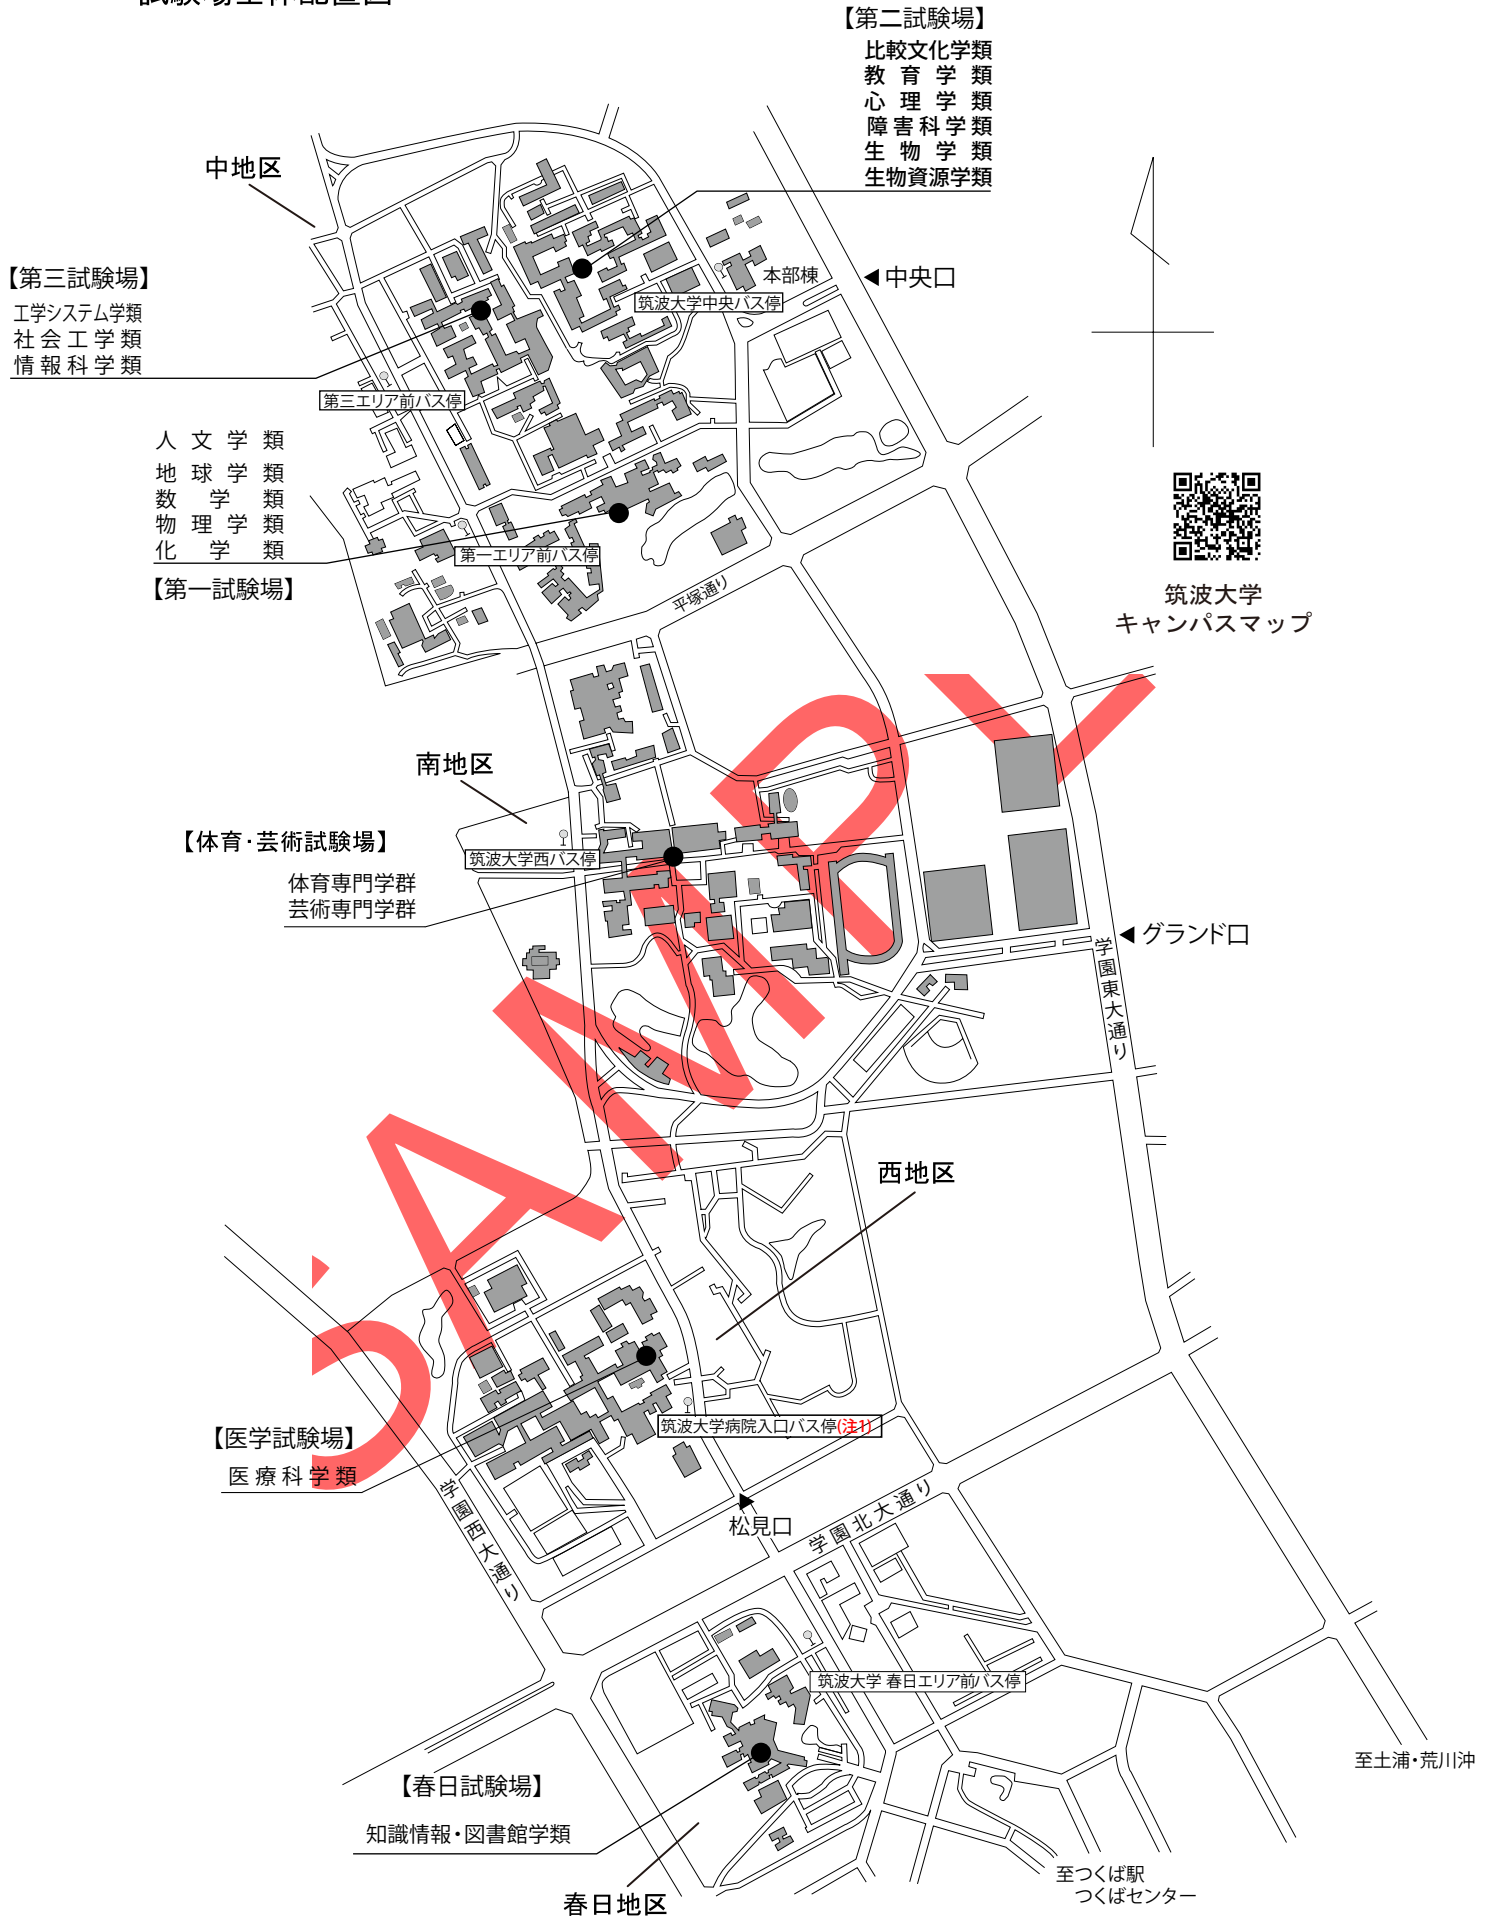 試験場全体配置図
【第二試験場】
比較文化学類
教育学類
心理学類
障害科学類
生物学類
生物資源学類
中地区
【第三試験場】
工学システム学類
社会工学類
情報科学類
本部棟
中央口
筑波大学中央バス停
第三エリア前バス停
人文学類
地球学類
数学類
物理学類
化学類
【第一試験場】
第一エリア前バス停
平塚通り
筑波大学
キャンパスマップ
南地区
【体育・芸術試験場】
体育専門学群
芸術専門学群
筑波大学西バス停
グランド口
学園東大通り
西地区
【医学試験場】
医療科学類
筑波大学病院入口バス停(注1)
学園西大通り
松見口
学園北大通り
筑波大学 春日エリア前バス停
【春日試験場】
知識情報・図書館学類
春日地区
至土浦・荒川沖
至つくば駅
つくばセンター
SAMPL